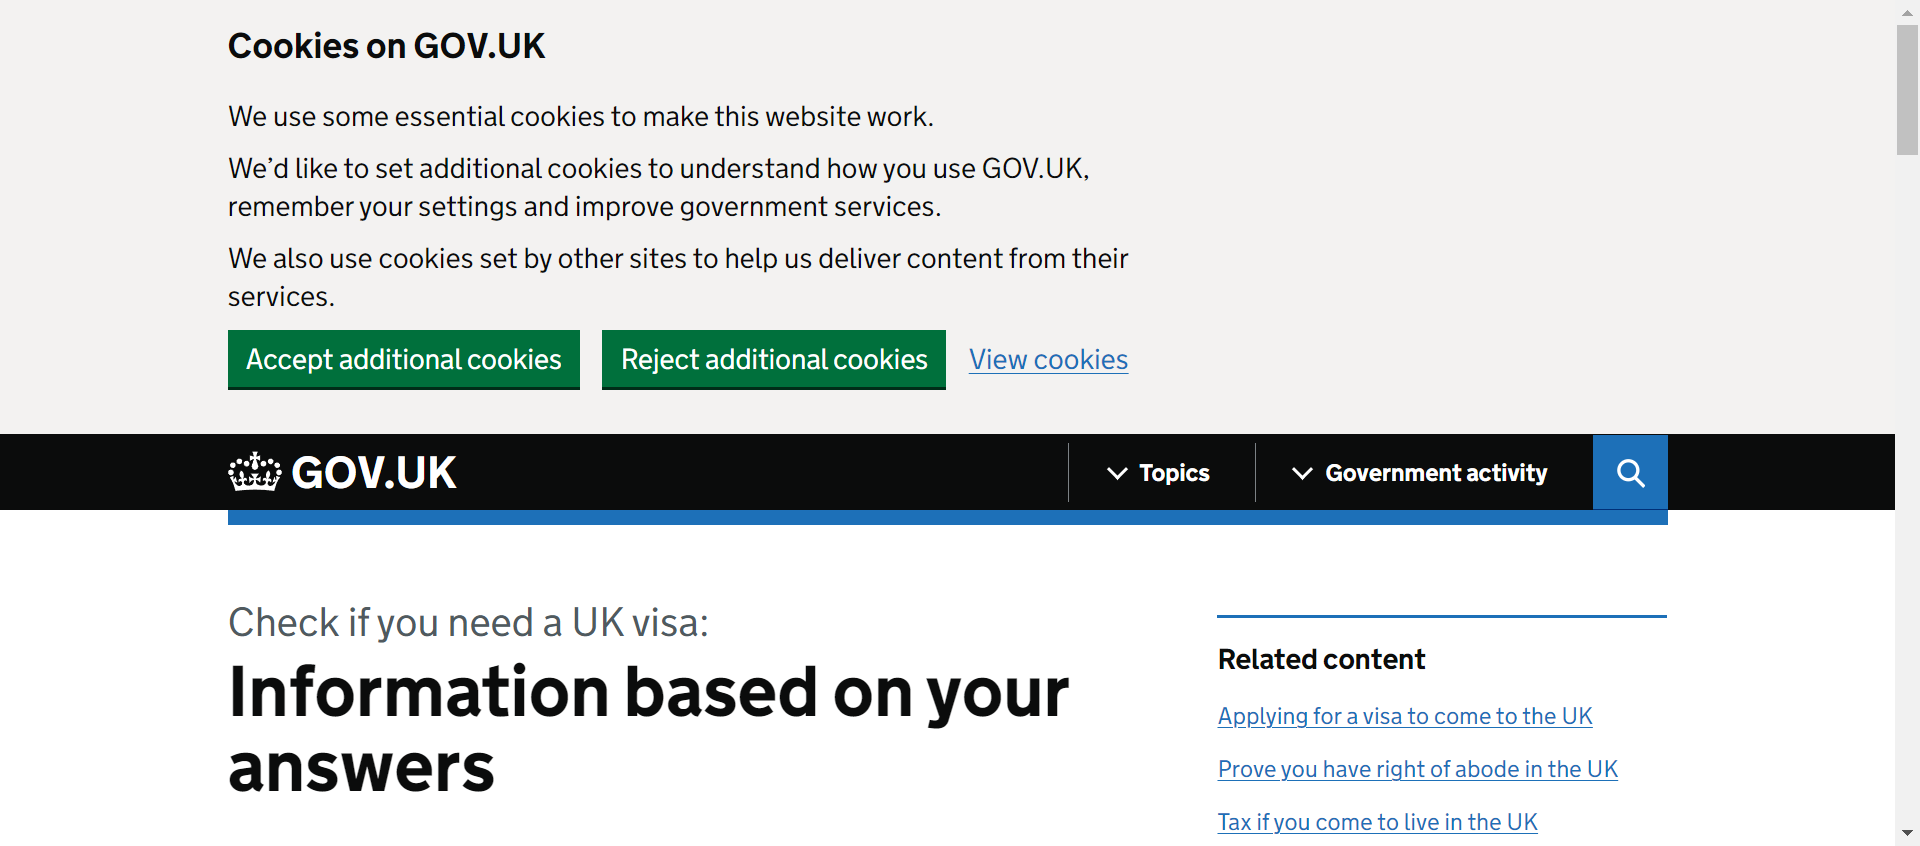 Cookies on GOV.UK
We use some essential cookies to make this website work.
We’d like to set additional cookies to understand how you use GOV.UK,
remember your settings and improve government services.
We also use cookies set by other sites to help us deliver content from their
services.
Accept additional cookies
Reject additional cookies
View cookies
GOV.UK
Topics
Government activity
Check if you need a UK visa:
Information based on your
answers
Related content
Applying for a visa to come to the UK
Prove you have right of abode in the UK
Tax if you come to live in the UK